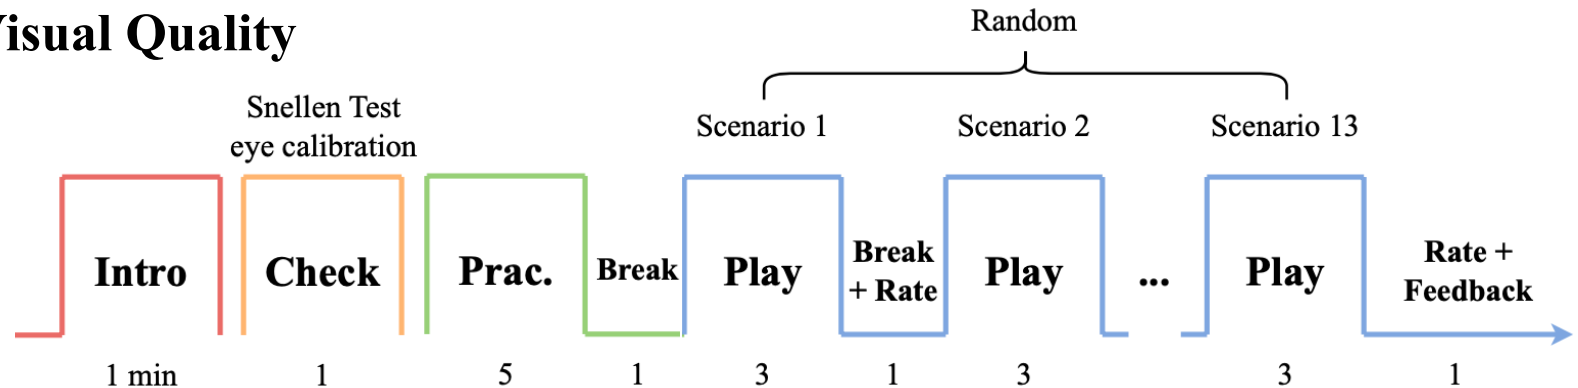 isual Quality
Random
Snellen Test
eye calibration
Scenario 1
Scenario 2
Scenario 13
Intro
Check
Prac.
Break
Play
Break
+ Rate
Play
...
Play
Rate +
Feedback
1 min
1
5
1
3
1
3
3
1